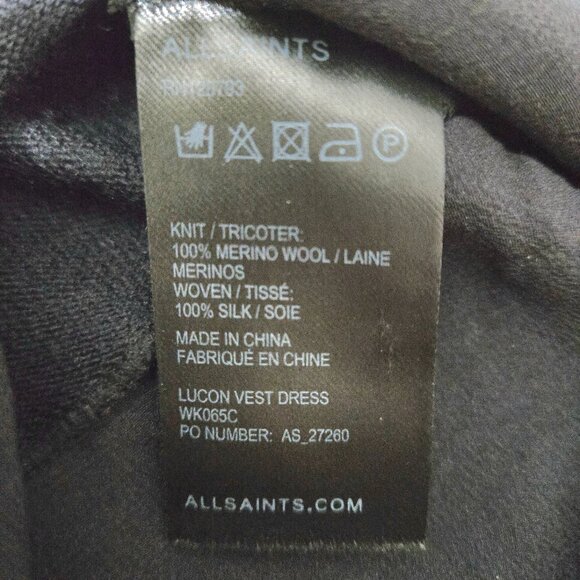 ALLSAINTS
KNIT / TRICOTER:
100% MERINO WOOL / LAINE
MERINOS
WOVEN / TISSÉ:
100% SILK / SOIE
MADE IN CHINA
FABRIQUÉ EN CHINE
LUCON VEST DRESS
WK065C
PO NUMBER: AS_27260
ALLSAINTS.COM